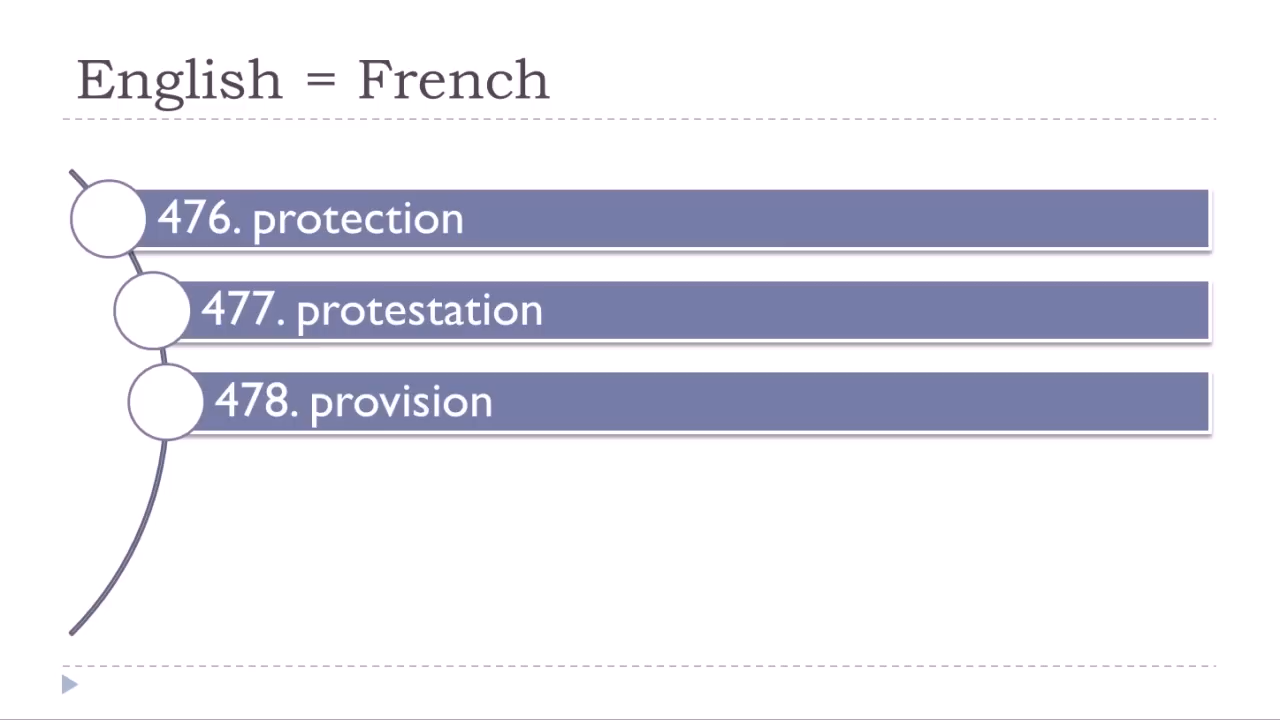 English = French
476. protection
477. protestation
478. provision